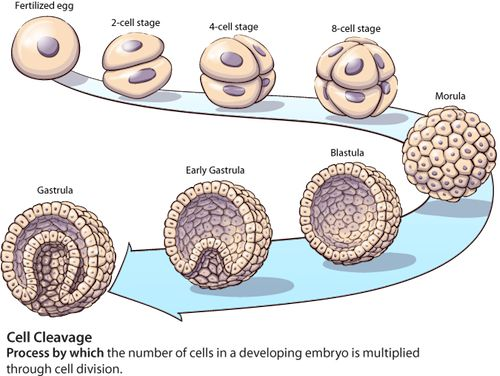 Fertilized egg
2-cell stage
4-cell stage
8-cell stage
Morula
Blastula
Early Gastrula
Gastrula
Cell Cleavage
Process by which the number of cells in a developing embryo is multiplied
through cell division.